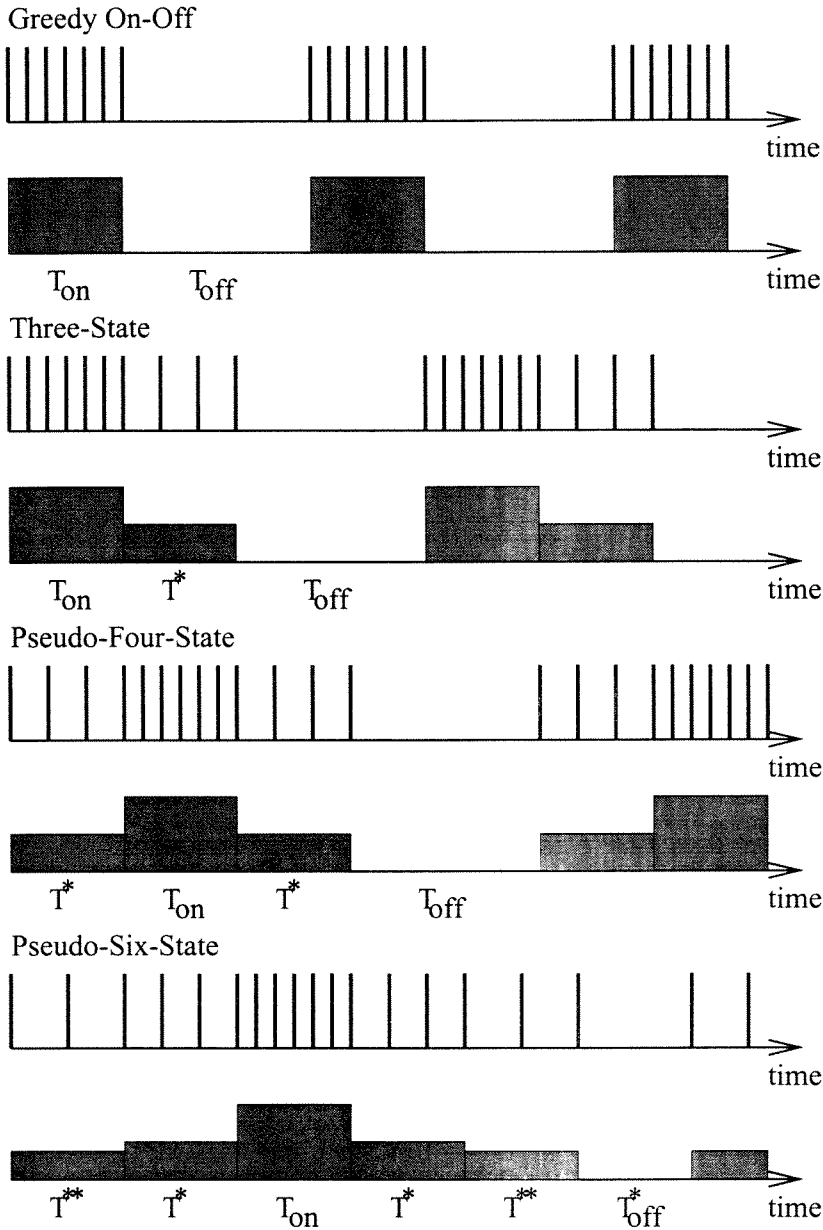 Greedy On-Off
time
time
Ton Toff
Three-State
time
time
Ton T* Toff
Pseudo-Four-State
time
time
T* Ton T* Toff
Pseudo-Six-State
time
time
T** T* Ton T* T** T*off